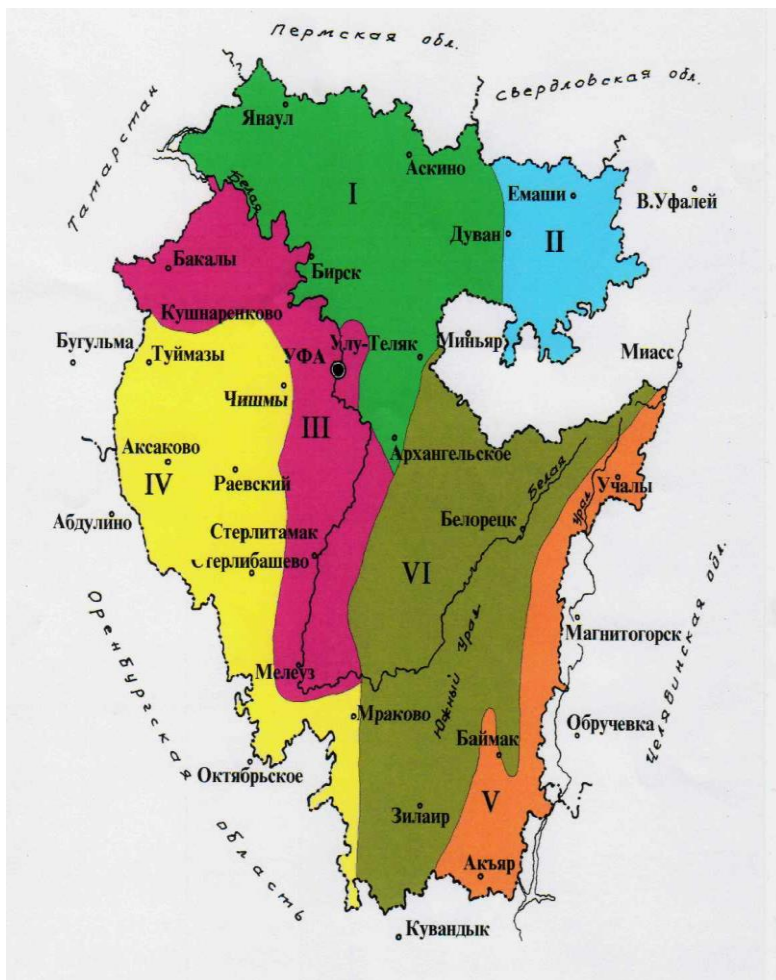 Пермская обл.
Свердловская обл.
Татарстан
Янаул
Аскино
Белая
I
Емаши
В.Уфалей
Дуван
II
Бакалы
Бирск
Кушнаренково
Бугульма
Туймазы
УФА
Улу-Теляк
Миньяр
Миасс
Чишмы
III
Аксаково
IV
Раевский
Архангельское
Белая
Учалы
Урал
Абдулино
Белорецк
Стерлитамак
Стерлибашево
VI
Челябинская обл.
Оренбургская область
Магнитогорск
Южный Урал
Мелеуз
Мраково
Обручевка
Баймак
Октябрьское
Зилаир
V
Акъяр
Кувандык